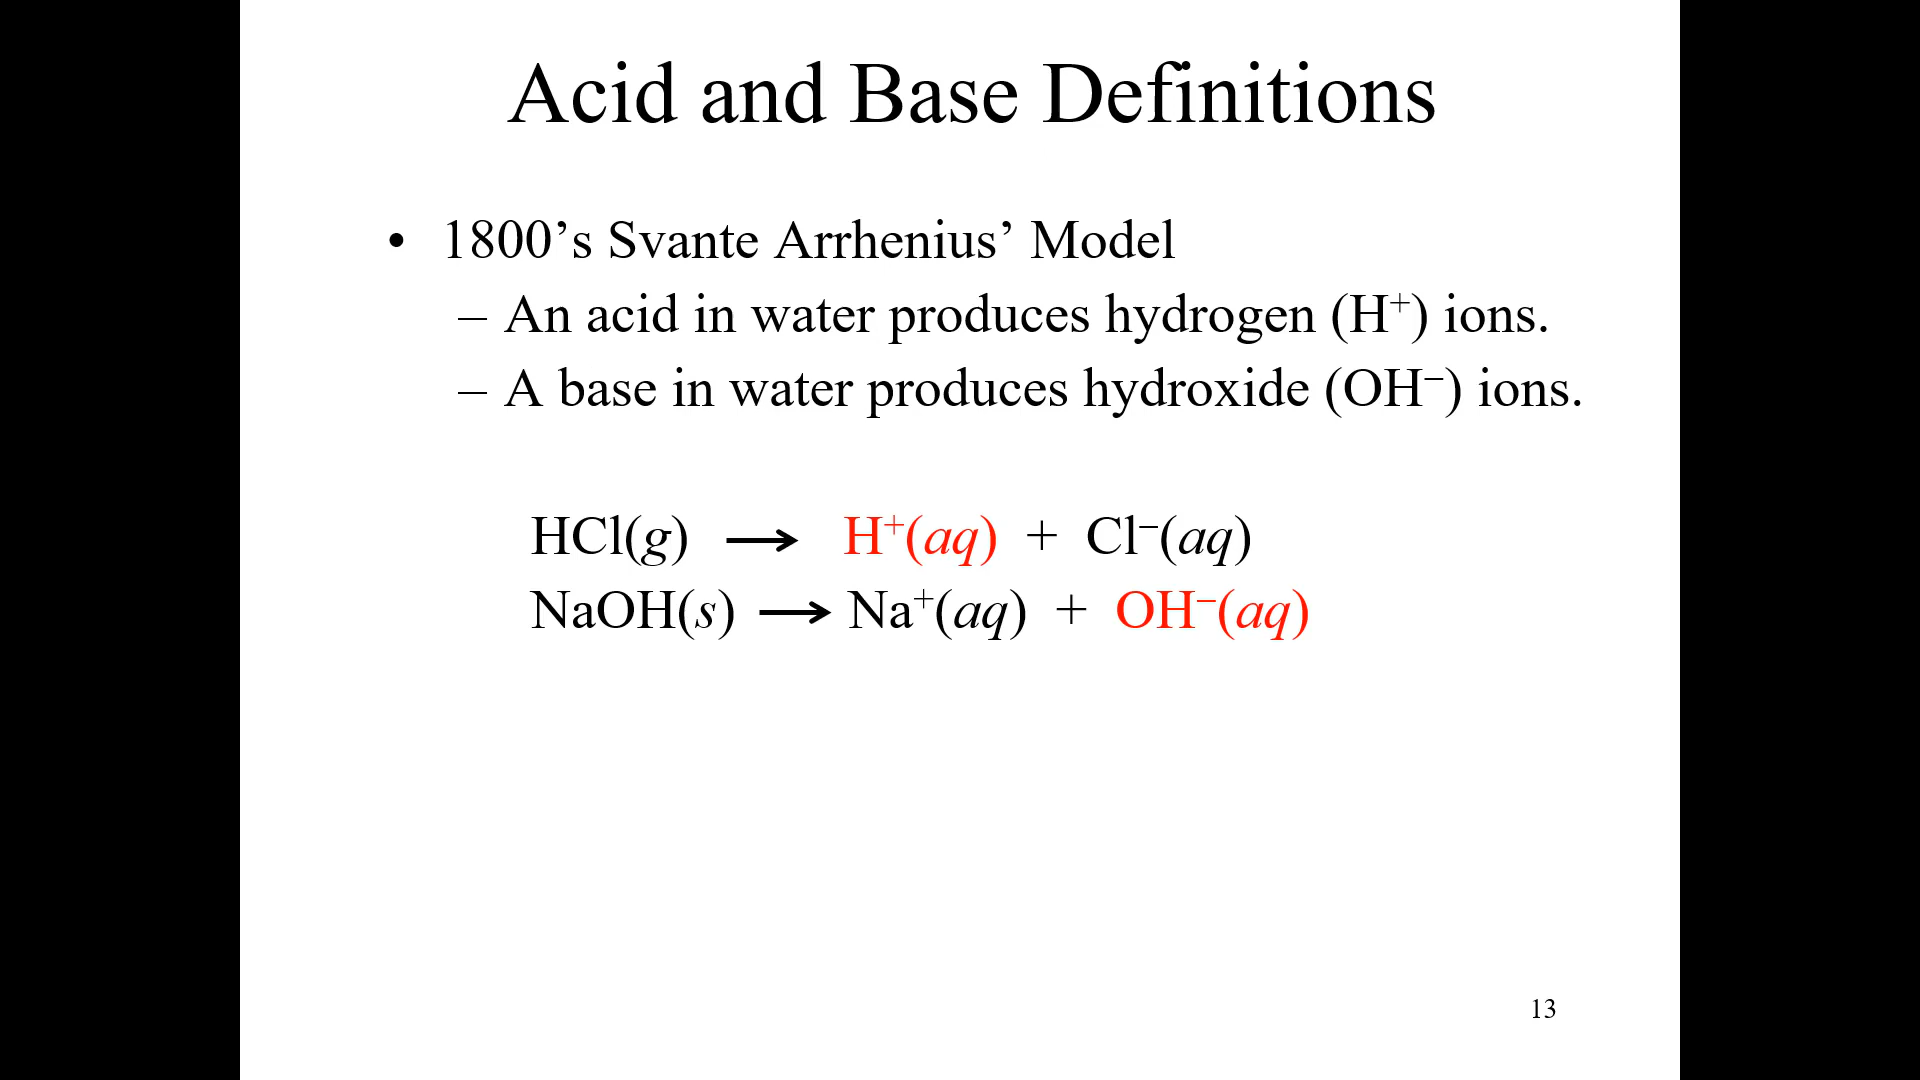 Acid and Base Definitions
• 1800’s Svante Arrhenius’ Model
– An acid in water produces hydrogen (H⁺) ions.
– A base in water produces hydroxide (OH⁻) ions.
HCl(g) ⟶ H⁺(aq) + Cl⁻(aq)
NaOH(s) ⟶ Na⁺(aq) + OH⁻(aq)
13